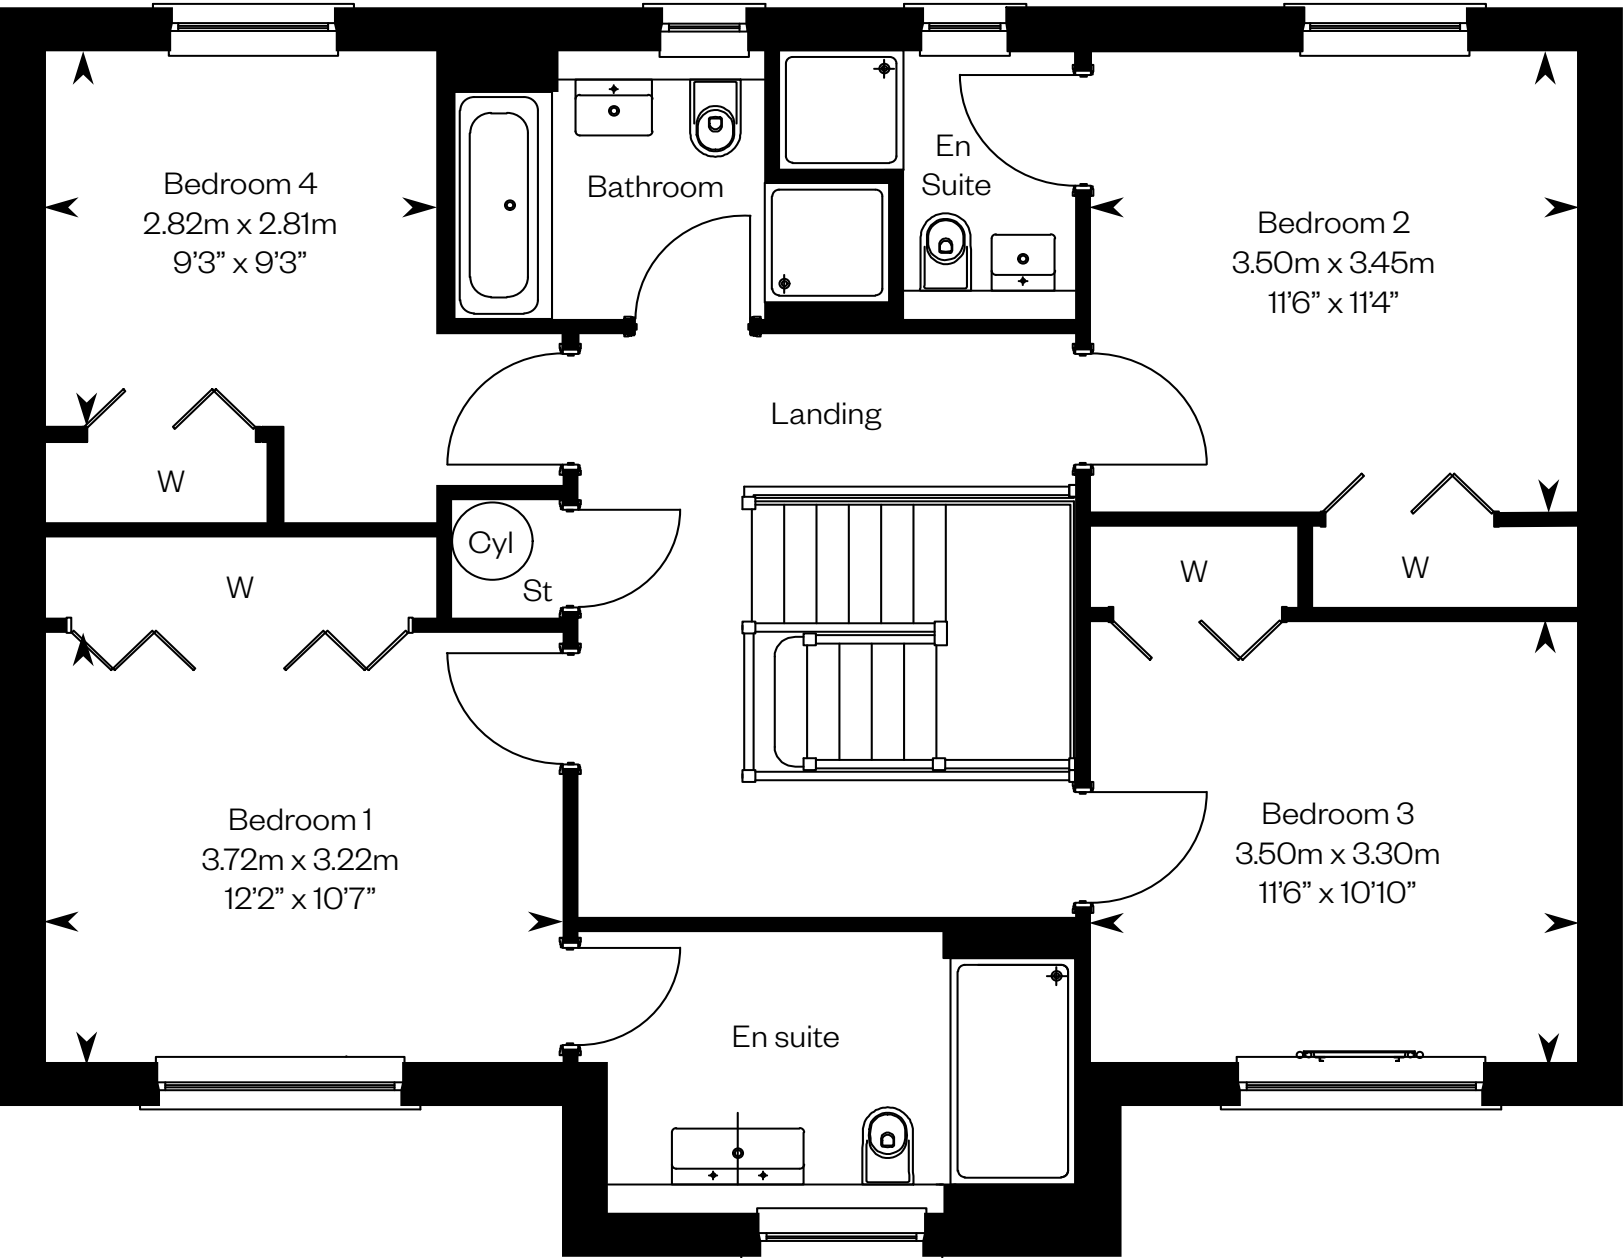 Bedroom 4
2.82m x 2.81m
9’3” x 9’3”
Bathroom
En
Suite
Bedroom 2
3.50m x 3.45m
11’6” x 11’4”
Landing
W
Cyl
St
W
W
W
Bedroom 1
3.72m x 3.22m
12’2” x 10’7”
Bedroom 3
3.50m x 3.30m
11’6” x 10’10”
En suite